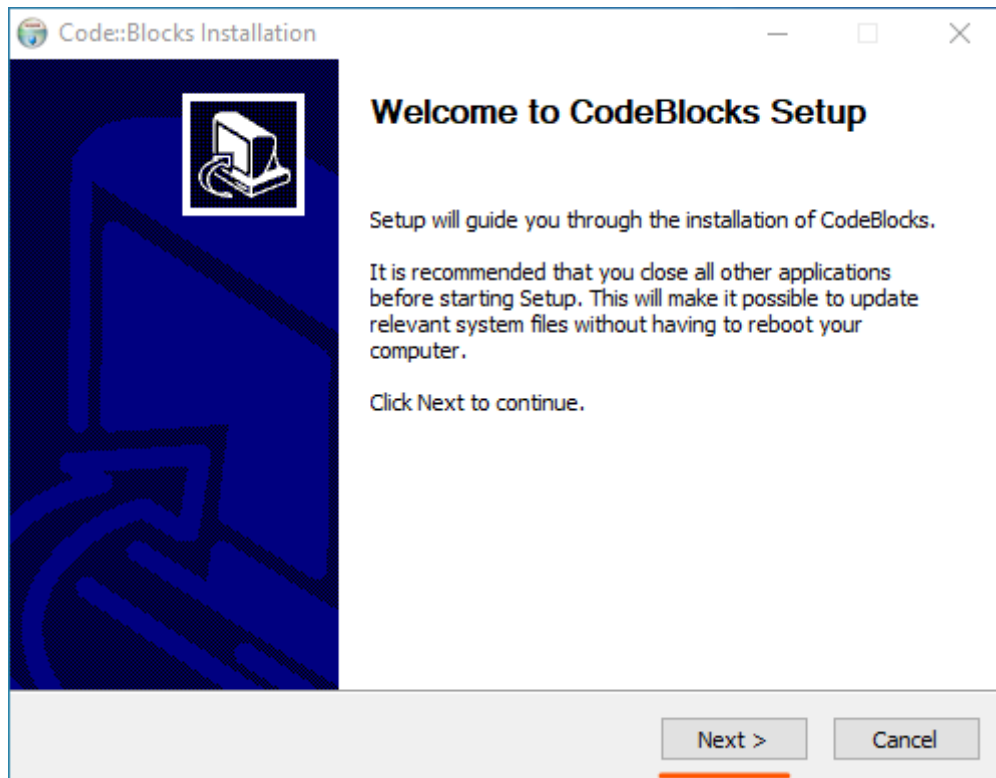 Code::Blocks Installation
Welcome to CodeBlocks Setup
Setup will guide you through the installation of CodeBlocks.
It is recommended that you close all other applications
before starting Setup. This will make it possible to update
relevant system files without having to reboot your
computer.
Click Next to continue.
Next >
Cancel